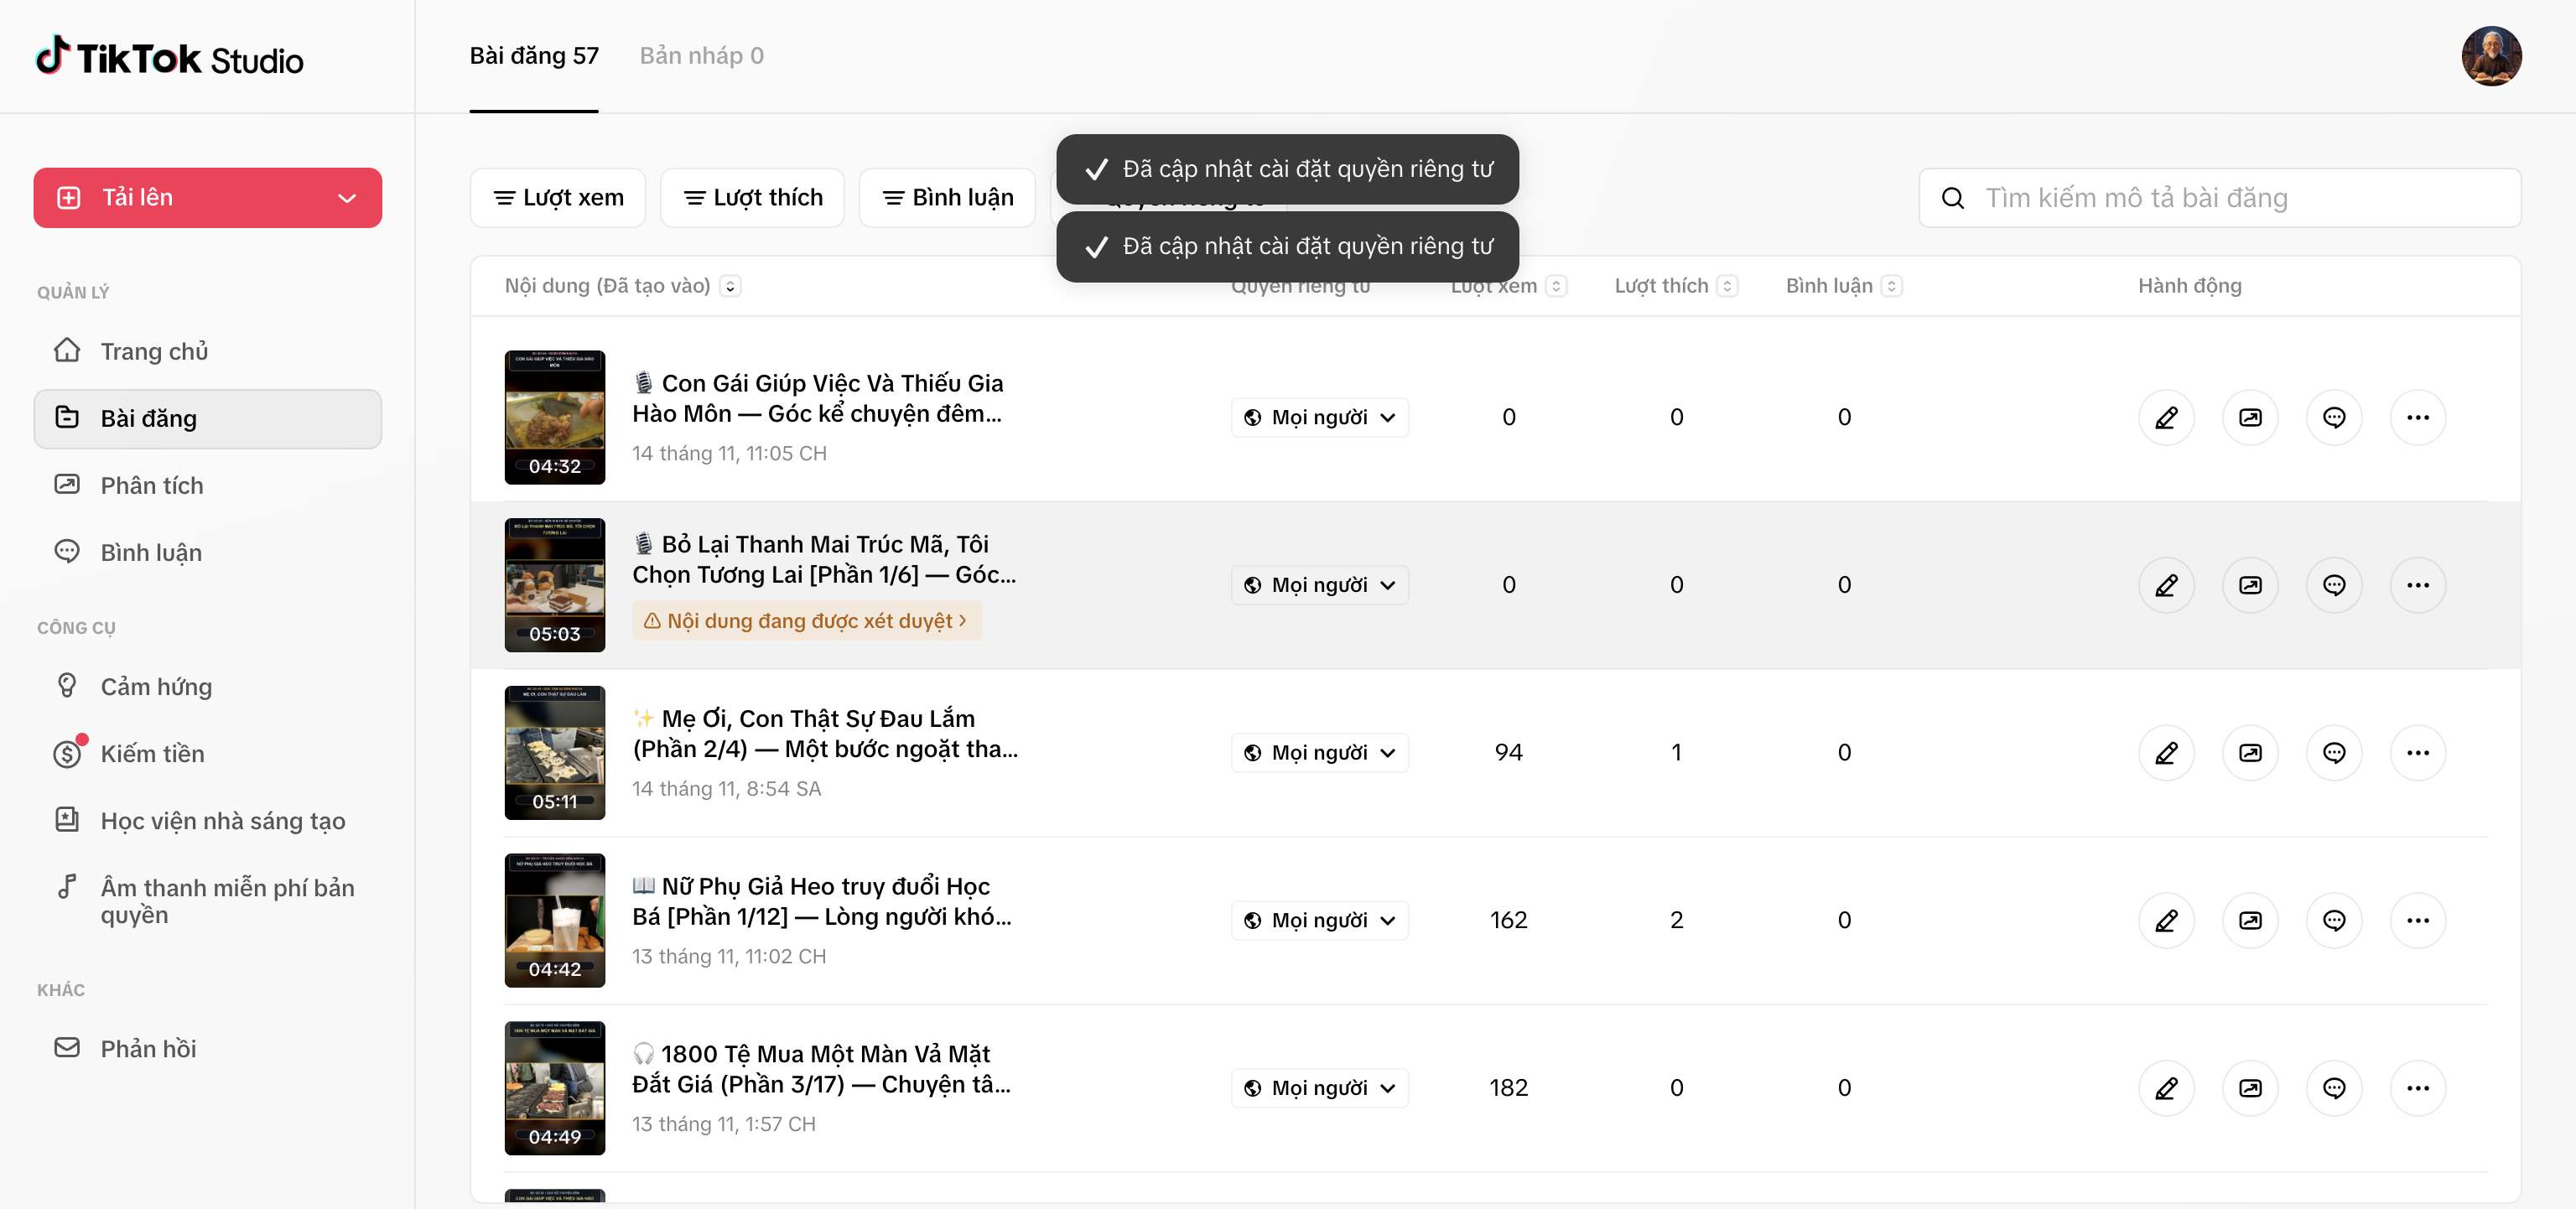 TikTok Studio
Bài đăng 57
Bản nháp 0
Tải lên
Lượt xem
Lượt thích
Bình luận
Đã cập nhật cài đặt quyền riêng tư
Đã cập nhật cài đặt quyền riêng tư
Tìm kiếm mô tả bài đăng
Nội dung (Đã tạo vào)
Quyền riêng tư
Lượt xem
Lượt thích
Bình luận
Hành động
QUẢN LÝ
Trang chủ
Bài đăng
Phân tích
Bình luận
CÔNG CỤ
Cảm hứng
Kiếm tiền
Học viện nhà sáng tạo
Âm thanh miễn phí bản
quyền
KHÁC
Phản hồi
04:32
🎙️ Con Gái Giúp Việc Và Thiếu Gia
Hào Môn — Góc kể chuyện đêm...
14 tháng 11, 11:05 CH
Mọi người
0
0
0
05:03
🎙️ Bỏ Lại Thanh Mai Trúc Mã, Tôi
Chọn Tương Lai [Phần 1/6] — Góc...
Nội dung đang được xét duyệt
Mọi người
0
0
0
05:11
✨ Mẹ Ơi, Con Thật Sự Đau Lắm
(Phần 2/4) — Một bước ngoặt tha...
14 tháng 11, 8:54 SA
Mọi người
94
1
0
04:42
📖 Nữ Phụ Giả Heo truy đuổi Học
Bá [Phần 1/12] — Lòng người khó...
13 tháng 11, 11:02 CH
Mọi người
162
2
0
04:49
🎧 1800 Tệ Mua Một Màn Vả Mặt
Đắt Giá (Phần 3/17) — Chuyện tâ...
13 tháng 11, 1:57 CH
Mọi người
182
0
0